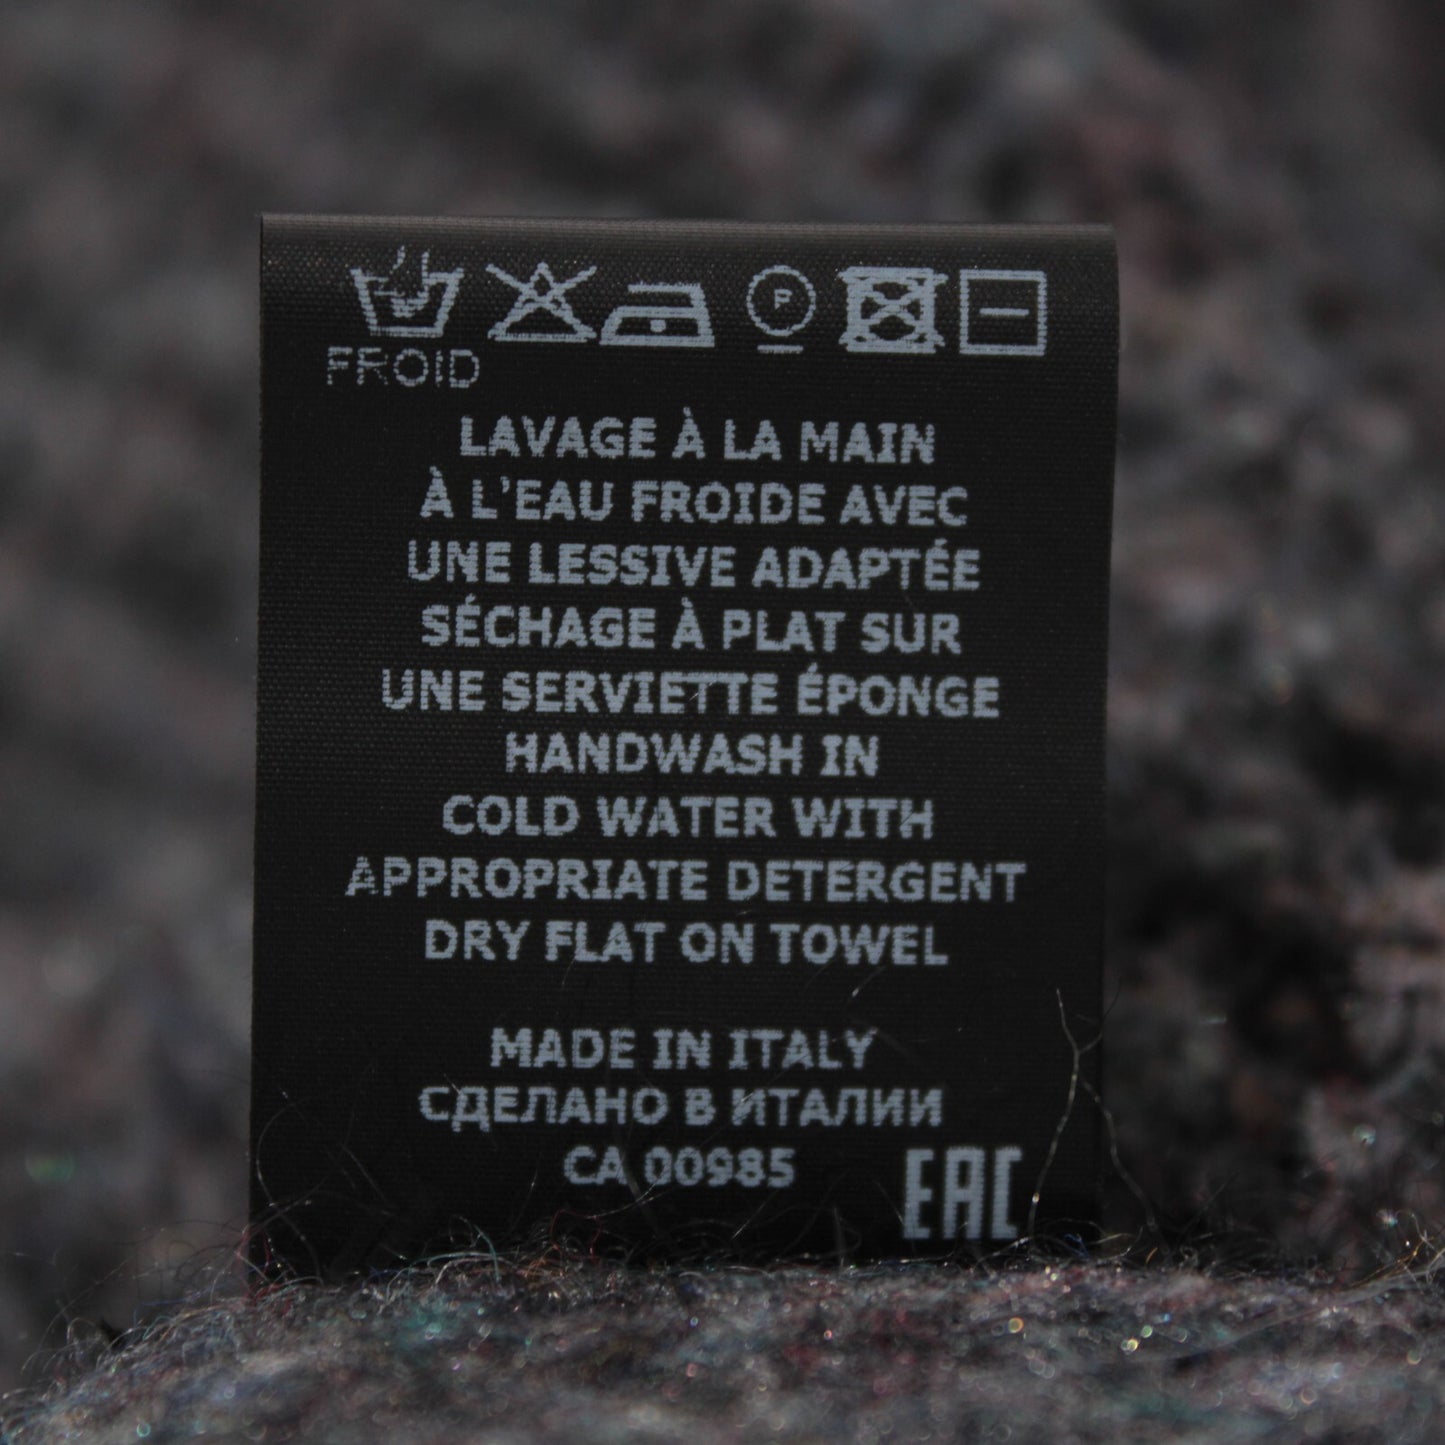 P
FROID
LAVAGE À LA MAIN
À L'EAU FROIDE AVEC
UNE LESSIVE ADAPTÉE
SÉCHAGE À PLAT SUR
UNE SERVIETTE ÉPONGE
HANDWASH IN
COLD WATER WITH
APPROPRIATE DETERGENT
DRY FLAT ON TOWEL
MADE IN ITALY
СДЕЛАНО В ИТАЛИИ
CA 00985
EAC